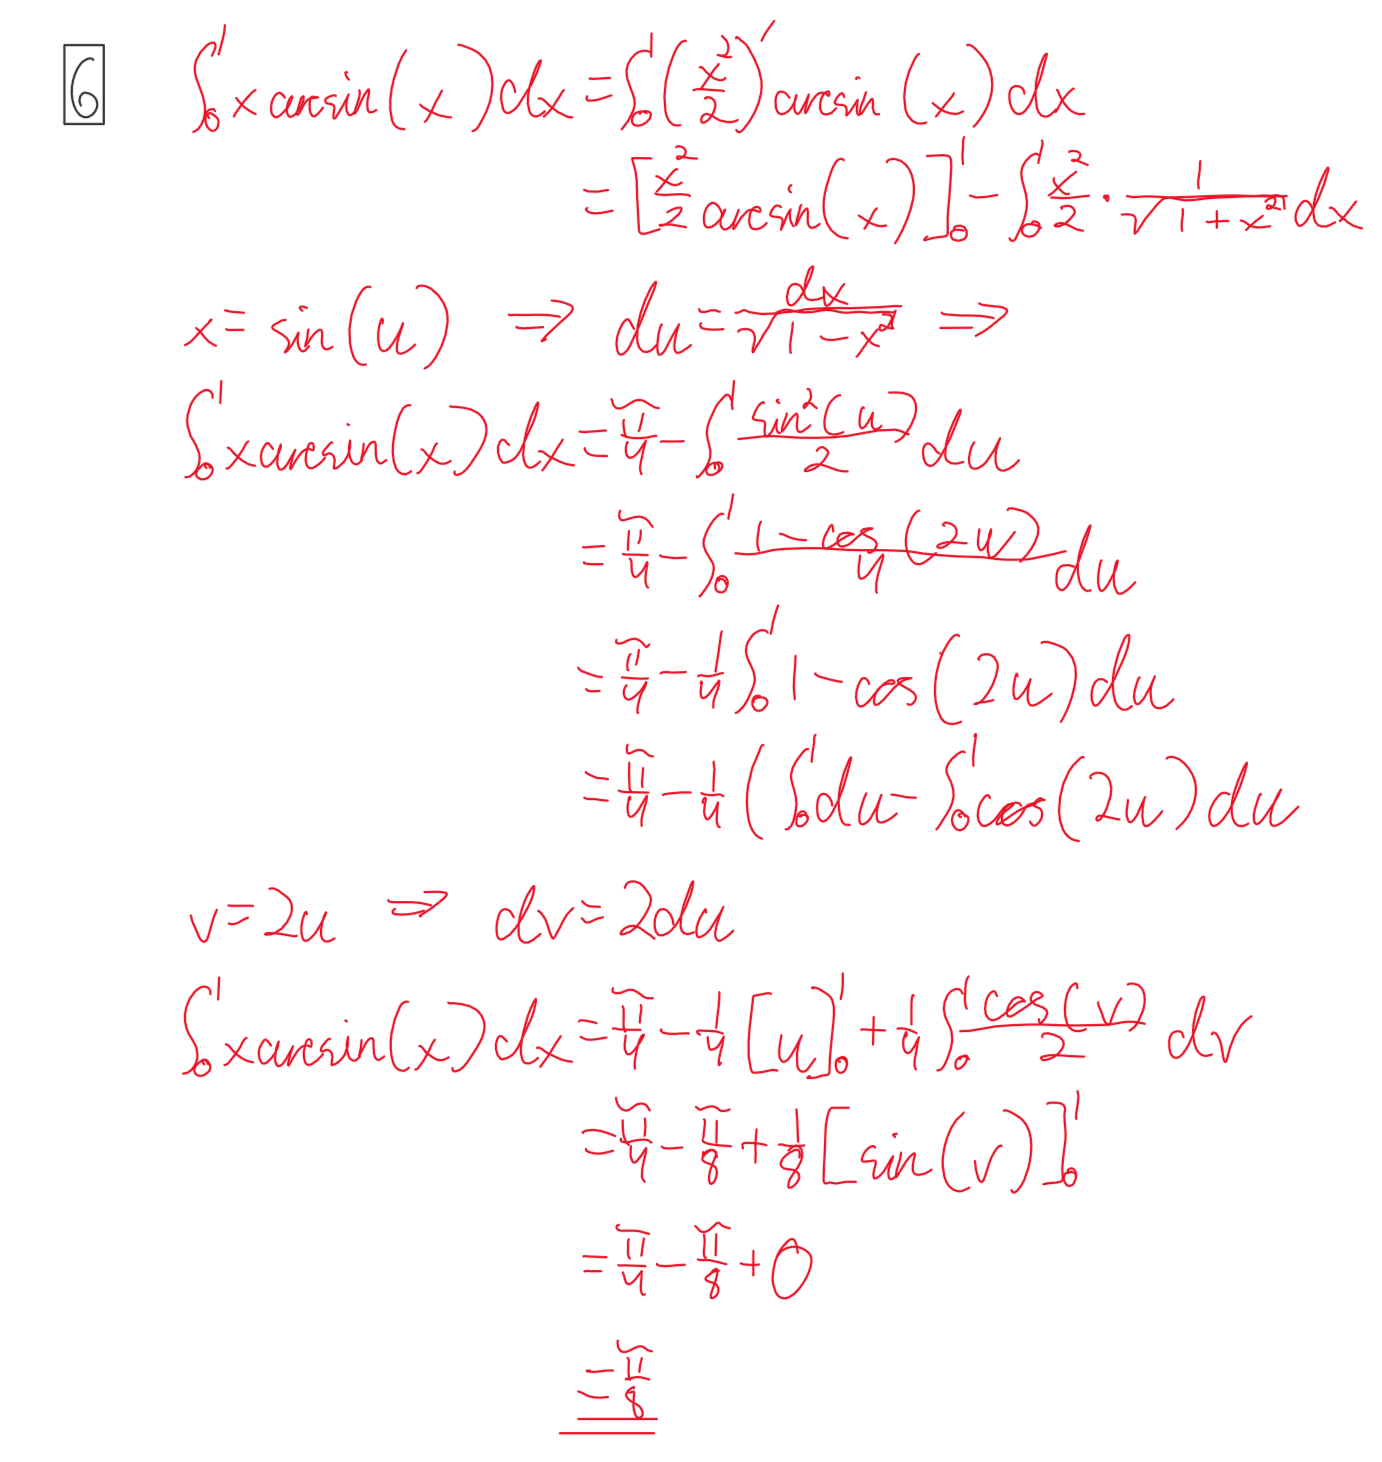 6 ∫₀¹ x arcsin(x)dx = ∫₀¹ (x²/2)' arcsin(x)dx
= [x²/2 arcsin(x)]₀¹ - ∫₀¹ x²/2 · 1/√(1+x²) dx
x = sin(u) ⇒ du = dx/√(1-x²) ⇒
∫₀¹ x arcsin(x)dx = π/4 - ∫₀¹ sin²(u)/2 du
= π/4 - ∫₀¹ (1-cos(2u))/4 du
= π/4 - 1/4 ∫₀¹ 1-cos(2u)du
= π/4 - 1/4 (∫₀¹ du - ∫₀¹ cos(2u)du
v = 2u ⇒ dv = 2du
∫₀¹ x arcsin(x)dx = π/4 - 1/4 [u]₀¹ + 1/4 ∫₀¹ cos(v)/2 dv
= π/4 - π/8 + 1/8 [sin(v)]₀¹
= π/4 - π/8 + 0
= π/8